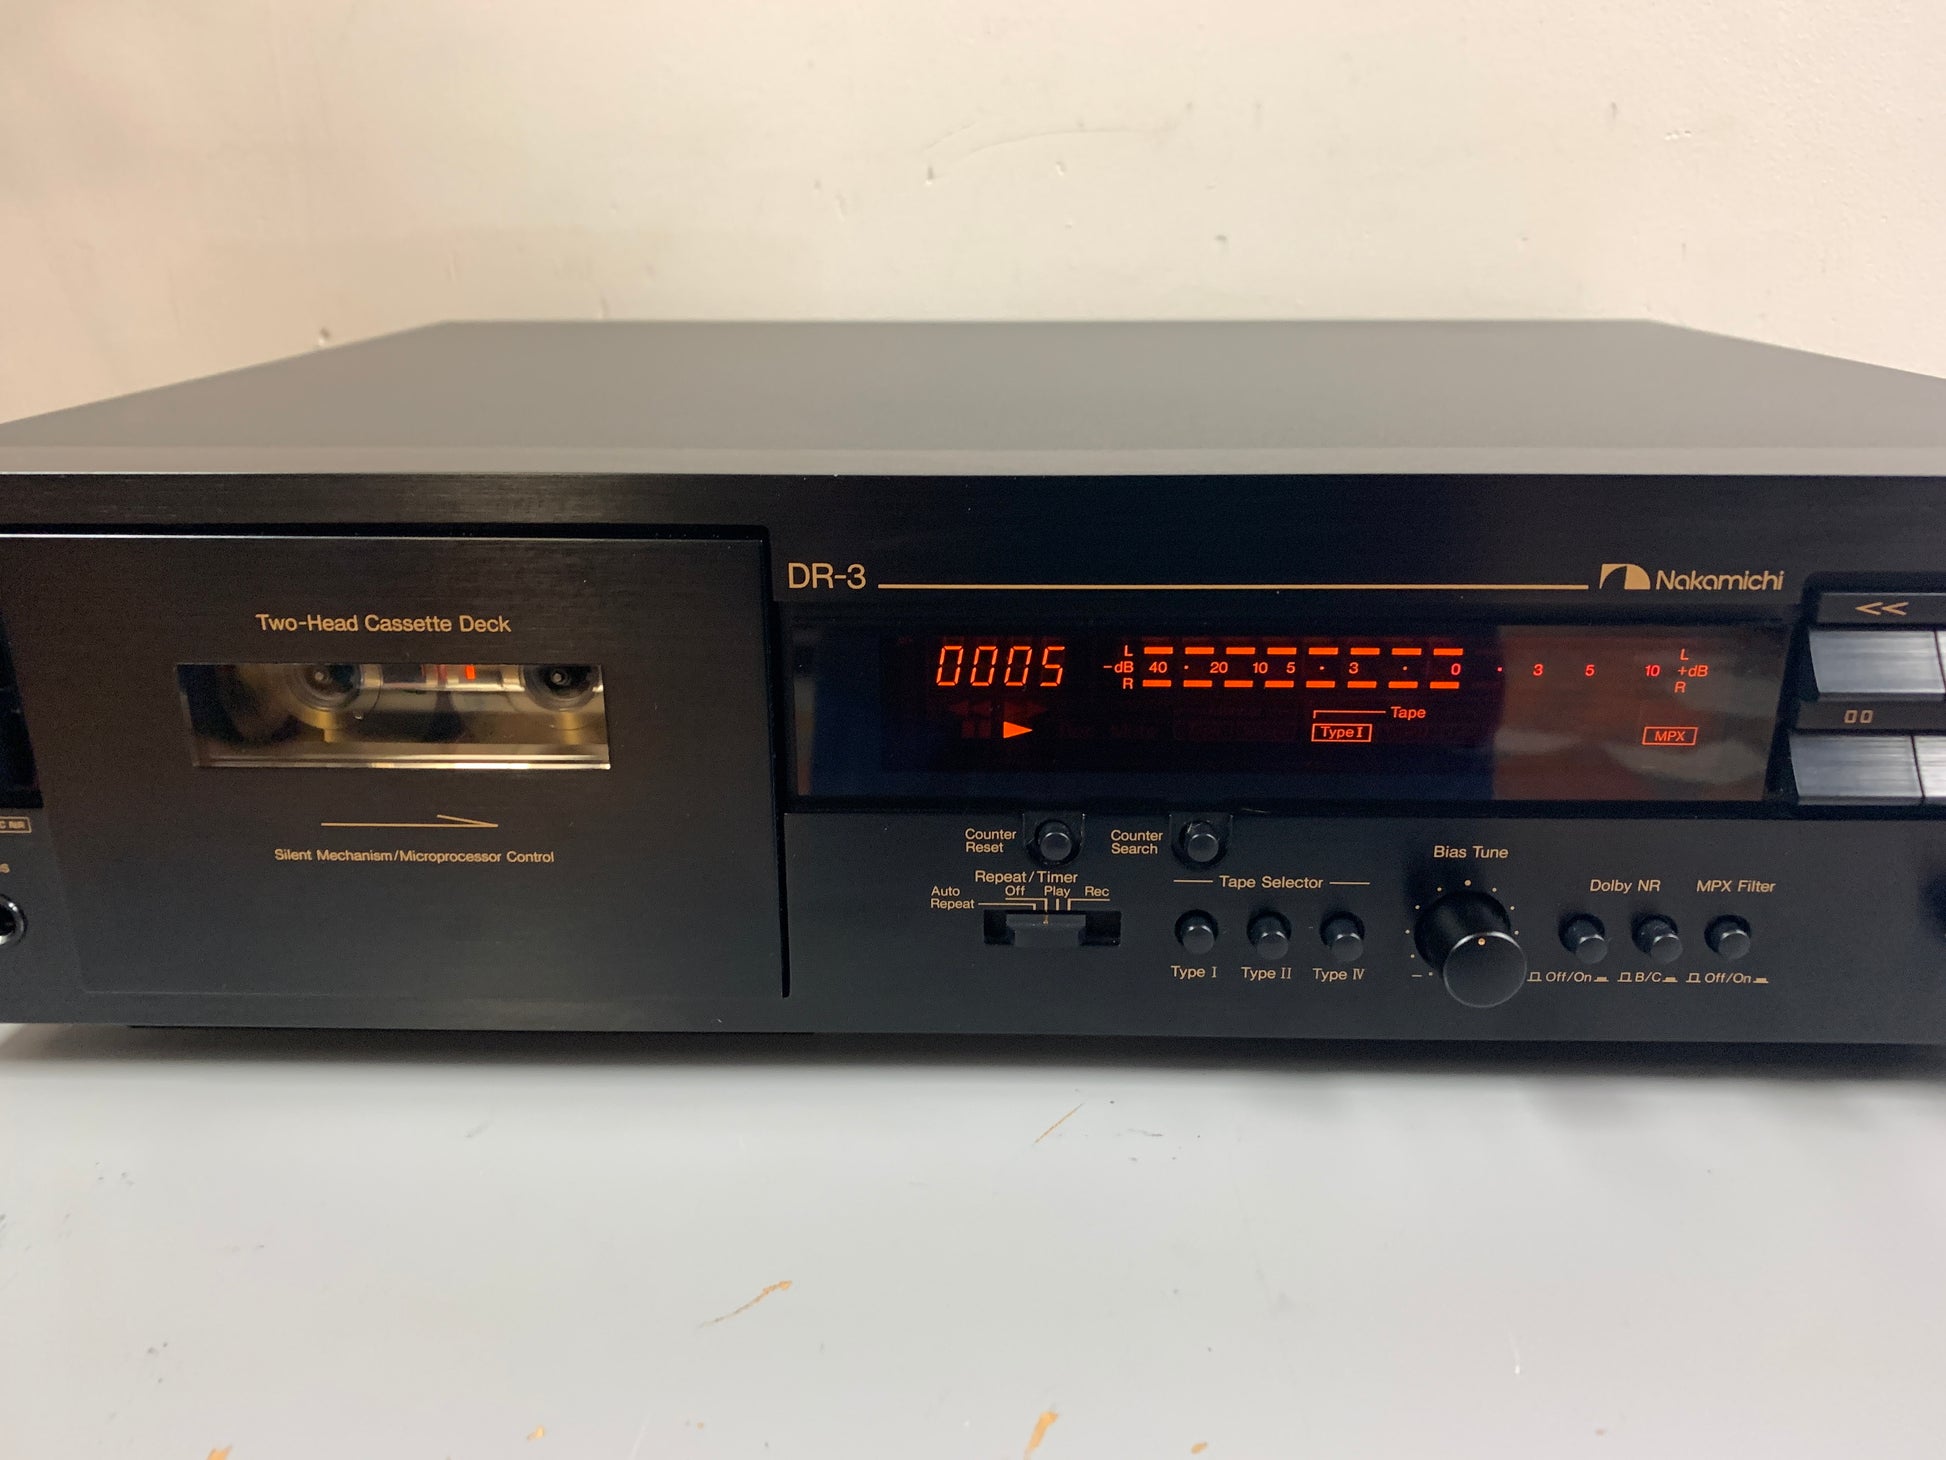 DR-3
Nakamichi
Two-Head Cassette Deck
Silent Mechanism/Microprocessor Control
<<
0005
L
-dB 40 · 20 10 5 · 3 · 0 · 3 5 10 +dB
R
L
R
Tape
Type I
MPX
C NR
Counter
Reset
Counter
Search
Repeat/Timer
Auto
Repeat
Off Play Rec
Tape Selector
Type I Type II Type IV
Bias Tune
−
Dolby NR
Off/On B/C
MPX Filter
Off/On